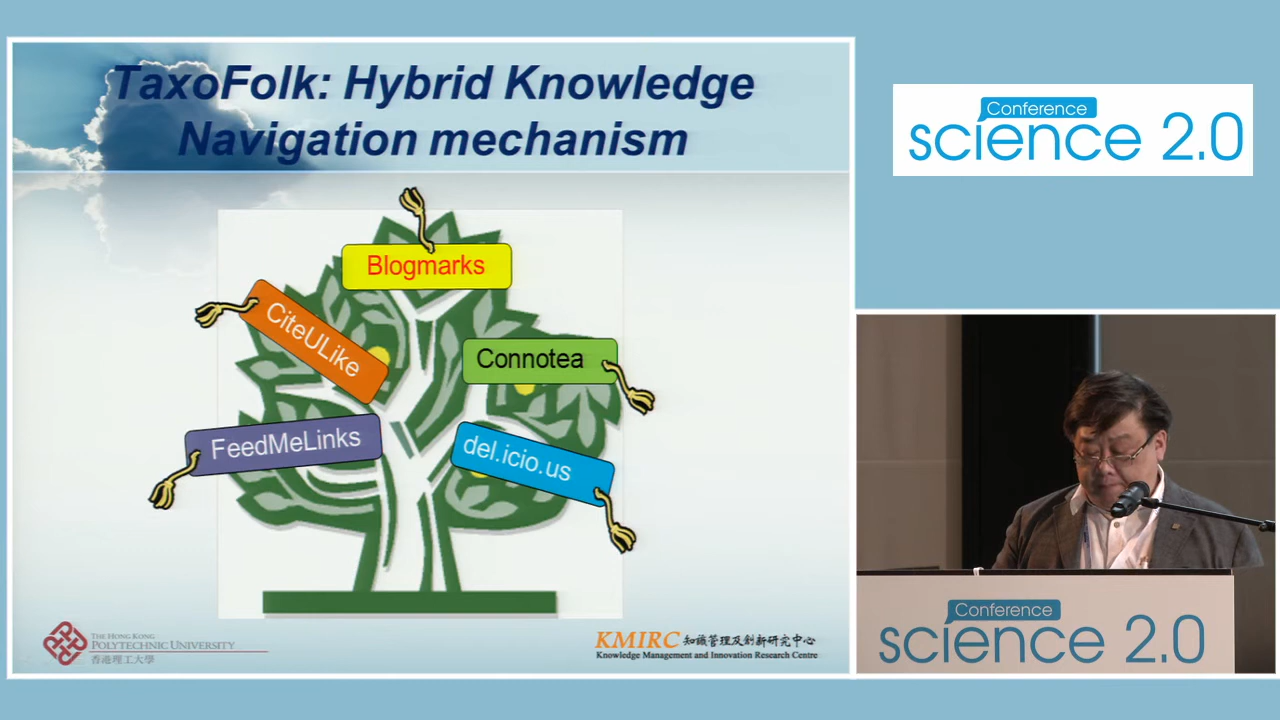 TaxoFolk: Hybrid Knowledge
Navigation mechanism
Blogmarks
CiteULike
Connotea
FeedMeLinks
del.icio.us
THE HONG KONG
POLYTECHNIC UNIVERSITY
香港理工大學
KMIRC 知識管理及創新研究中心
Knowledge Management and Innovation Research Centre
Conference
science 2.0
Conference
science 2.0